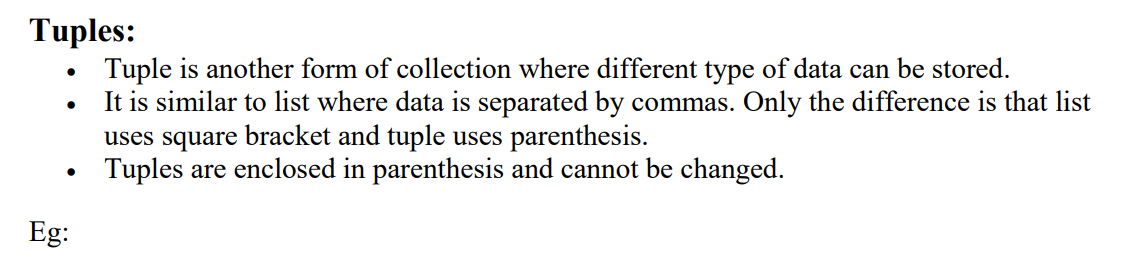 Tuples:
• Tuple is another form of collection where different type of data can be stored.
• It is similar to list where data is separated by commas. Only the difference is that list
uses square bracket and tuple uses parenthesis.
• Tuples are enclosed in parenthesis and cannot be changed.
Eg: